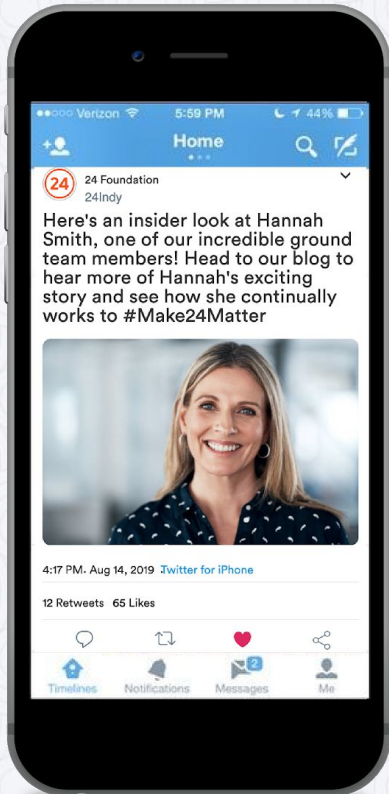 Verizon 5:59 PM 44%
Home
24 24 Foundation
24Indy
Here's an insider look at Hannah
Smith, one of our incredible ground
team members! Head to our blog to
hear more of Hannah's exciting
story and see how she continually
works to #Make24Matter
4:17 PM. Aug 14, 2019 Twitter for iPhone
12 Retweets 65 Likes
2
Timelines Notifications Messages Me